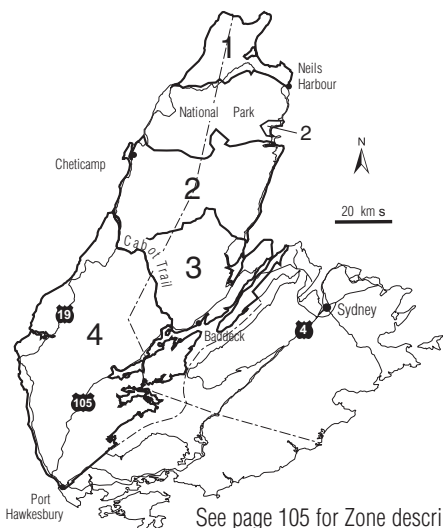 1
Neils
Harbour
National Park
2
N
Cheticamp
2
20 km s
Cabot Trail
3
Sydney
19
4
4
Baddeck
105
Port
Hawkesbury
See page 105 for Zone descri